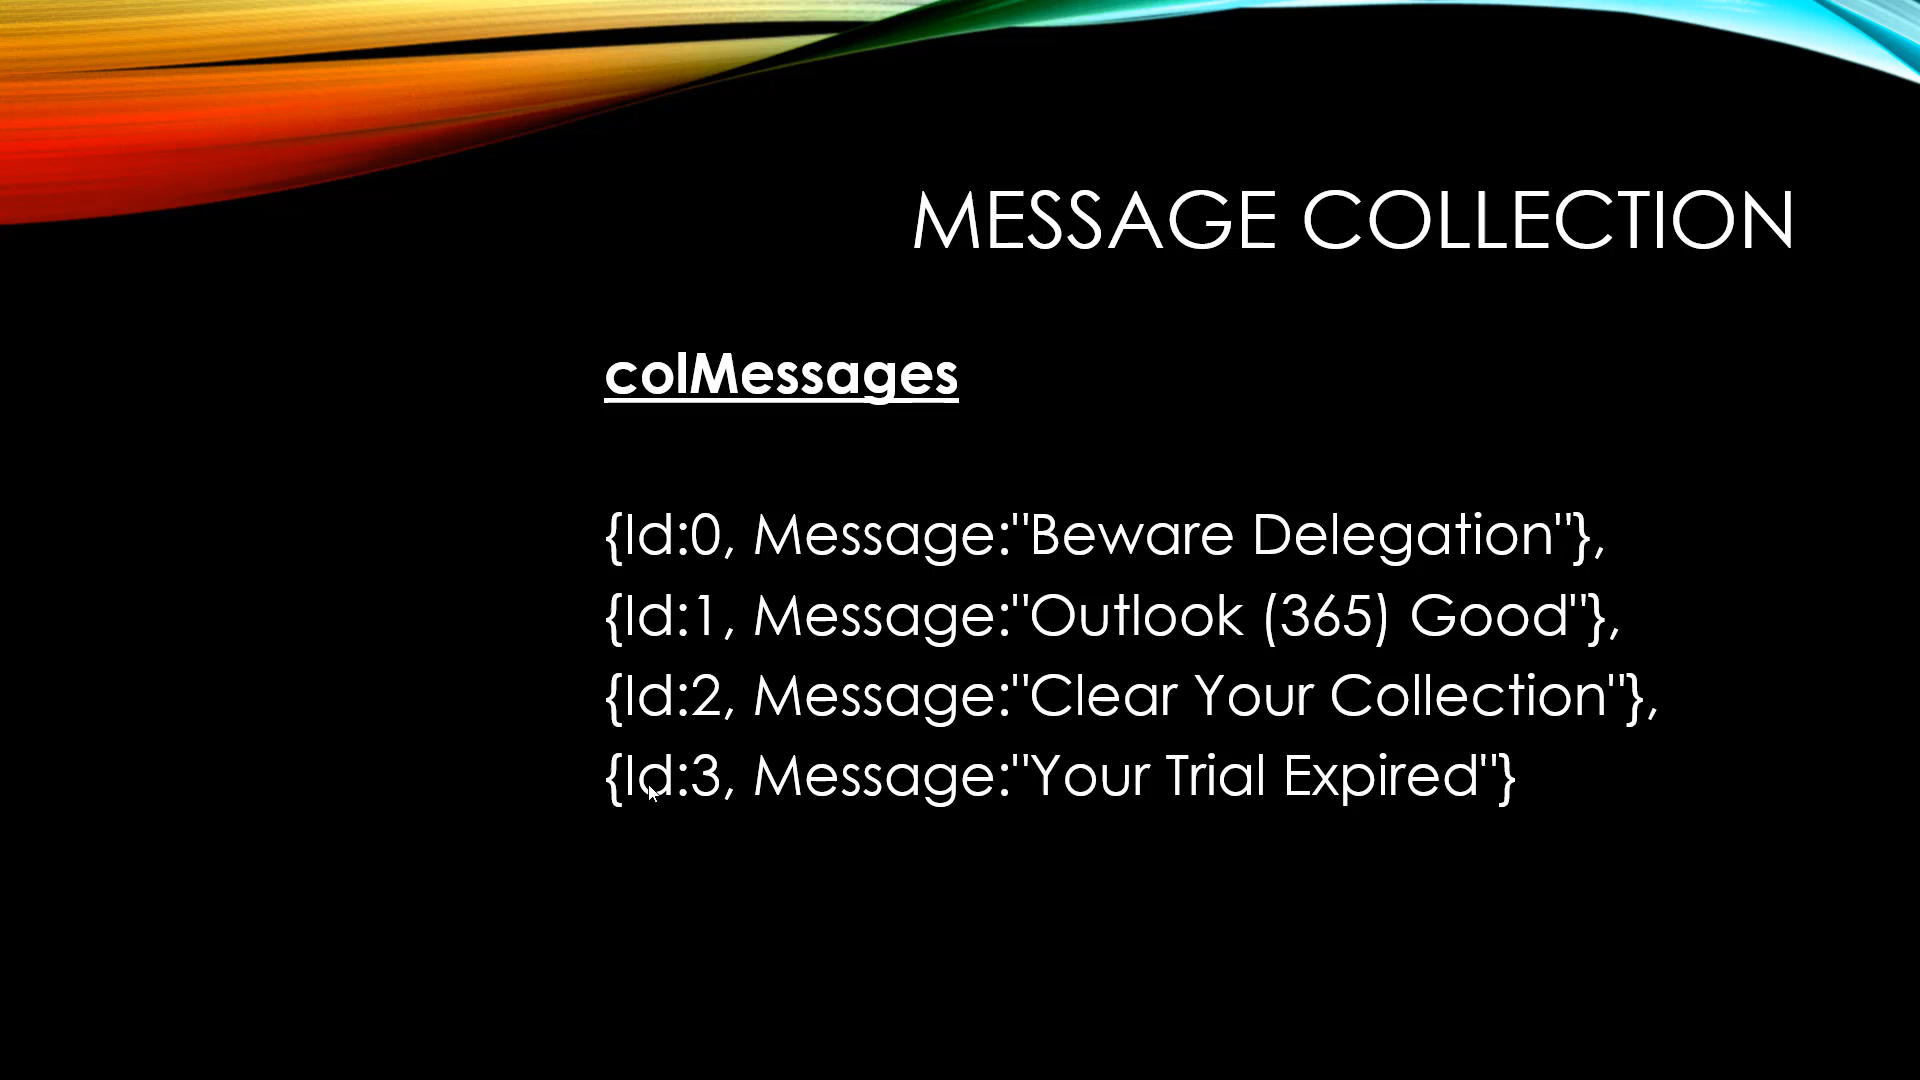 MESSAGE COLLECTION
colMessages
{Id:0, Message:"Beware Delegation"},
{Id:1, Message:"Outlook (365) Good"},
{Id:2, Message:"Clear Your Collection"},
{Id:3, Message:"Your Trial Expired"}